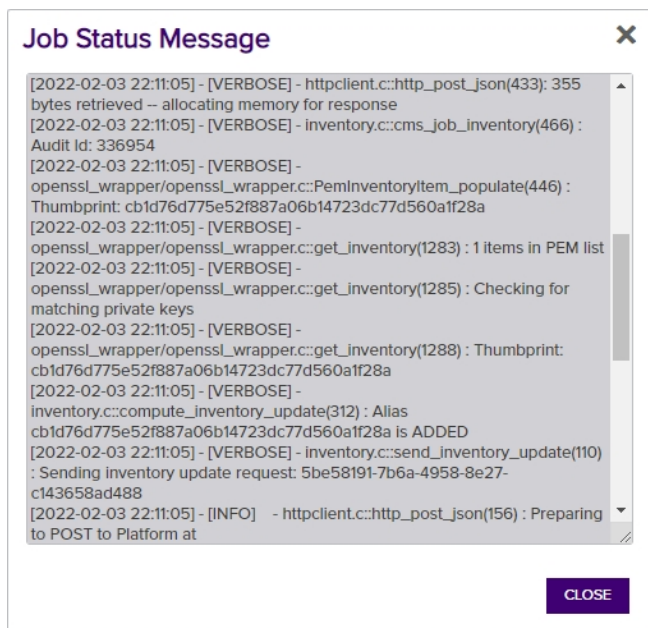 Job Status Message
[2022-02-03 22:11:05] - [VERBOSE] - httpclient.c::http_post_json(433): 355
bytes retrieved -- allocating memory for response
[2022-02-03 22:11:05] - [VERBOSE] - inventory.c::cms_job_inventory(466) :
Audit Id: 336954
[2022-02-03 22:11:05] - [VERBOSE] -
openssl_wrapper/openssl_wrapper.c::PemInventoryItem_populate(446) :
Thumbprint: cb1d76d775e52f887a06b14723dc77d560a1f28a
[2022-02-03 22:11:05] - [VERBOSE] -
openssl_wrapper/openssl_wrapper.c::get_inventory(1283) : 1 items in PEM list
[2022-02-03 22:11:05] - [VERBOSE] -
openssl_wrapper/openssl_wrapper.c::get_inventory(1285) : Checking for
matching private keys
[2022-02-03 22:11:05] - [VERBOSE] -
openssl_wrapper/openssl_wrapper.c::get_inventory(1288) : Thumbprint:
cb1d76d775e52f887a06b14723dc77d560a1f28a
[2022-02-03 22:11:05] - [VERBOSE] -
inventory.c::compute_inventory_update(312) : Alias
cb1d76d775e52f887a06b14723dc77d560a1f28a is ADDED
[2022-02-03 22:11:05] - [VERBOSE] - inventory.c::send_inventory_update(110)
: Sending inventory update request: 5be58191-7b6a-4958-8e27-
c143658ad488
[2022-02-03 22:11:05] - [INFO] - httpclient.c::http_post_json(156) : Preparing
to POST to Platform at
CLOSE